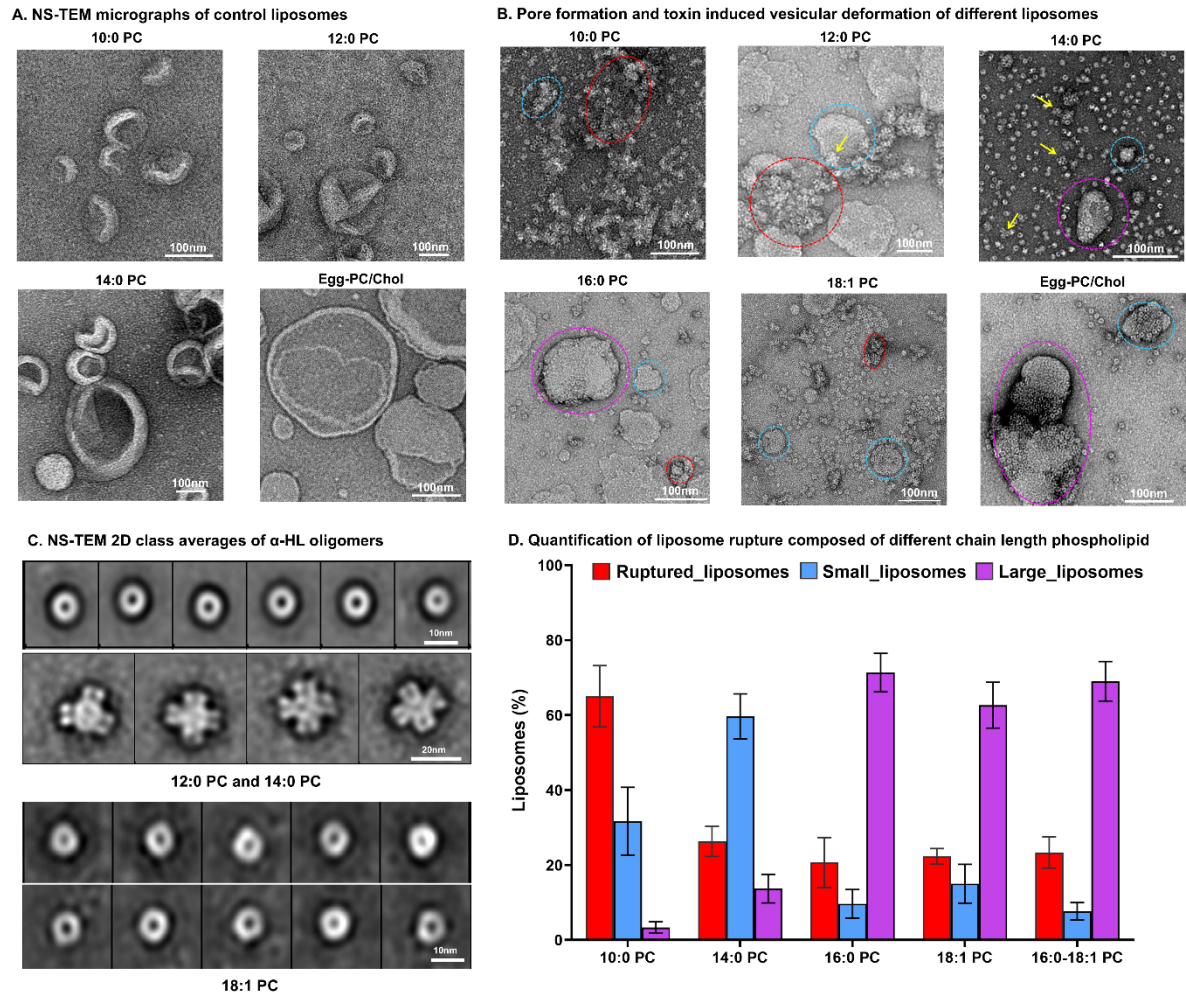 A. NS-TEM micrographs of control liposomes
10:0 PC
12:0 PC
100nm
100nm
14:0 PC
Egg-PC/Chol
100nm
100nm
B. Pore formation and toxin induced vesicular deformation of different liposomes
10:0 PC
12:0 PC
14:0 PC
100nm
100nm
100nm
16:0 PC
18:1 PC
Egg-PC/Chol
100nm
100nm
100nm
C. NS-TEM 2D class averages of α-HL oligomers
10nm
20nm
12:0 PC and 14:0 PC
10nm
18:1 PC
D. Quantification of liposome rupture composed of different chain length phospholipid
Ruptured_liposomes Small_liposomes Large_liposomes
Liposomes (%)
100
80
60
40
20
0
10:0 PC 14:0 PC 16:0 PC 18:1 PC 16:0-18:1 PC